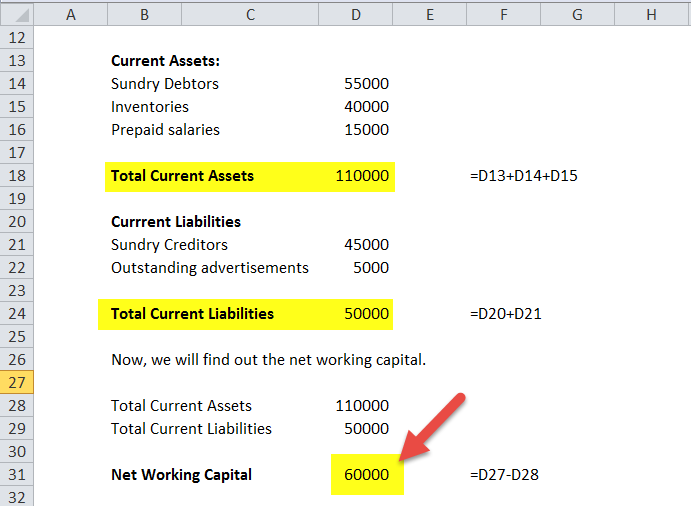 A B C D E F G H
12
13 Current Assets:
14 Sundry Debtors 55000
15 Inventories 40000
16 Prepaid salaries 15000
17
18 Total Current Assets 110000 =D13+D14+D15
19
20 Currrent Liabilities
21 Sundry Creditors 45000
22 Outstanding advertisements 5000
23
24 Total Current Liabilities 50000 =D20+D21
25
26 Now, we will find out the net working capital.
27
28 Total Current Assets 110000
29 Total Current Liabilities 50000
30
31 Net Working Capital 60000 =D27-D28
32